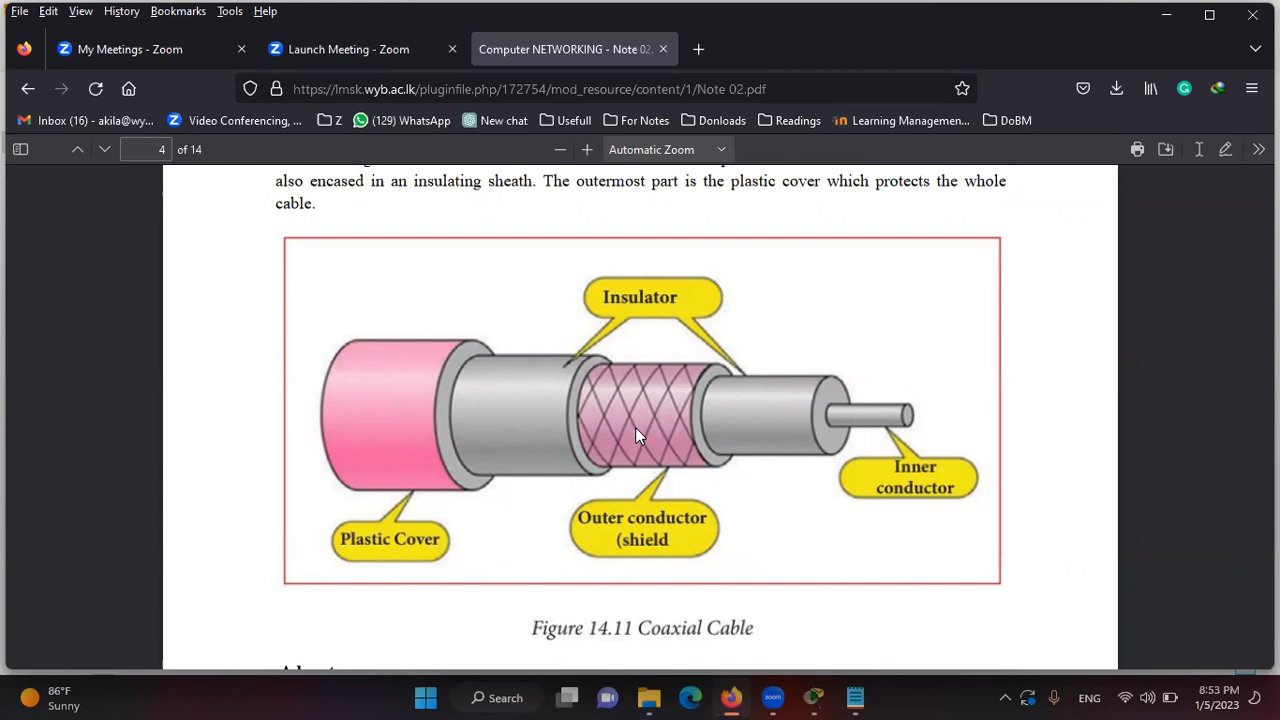 File Edit View History Bookmarks Tools Help
My Meetings - Zoom
Launch Meeting - Zoom
Computer NETWORKING - Note 02.
https://lmsk.wyb.ac.lk/pluginfile.php/172754/mod_resource/content/1/Note 02.pdf
Inbox (16) - akila@wy... Video Conferencing, ... Z (129) WhatsApp New chat Usefull For Notes Donloads Readings Learning Managemen... DoBM
4 of 14 Automatic Zoom
also encased in an insulating sheath. The outermost part is the plastic cover which protects the whole
cable.
Insulator
Inner
conductor
Outer conductor
(shield
Plastic Cover
Figure 14.11 Coaxial Cable
86°F
Sunny
Search
zoom
ENG
8:53 PM
1/5/2023